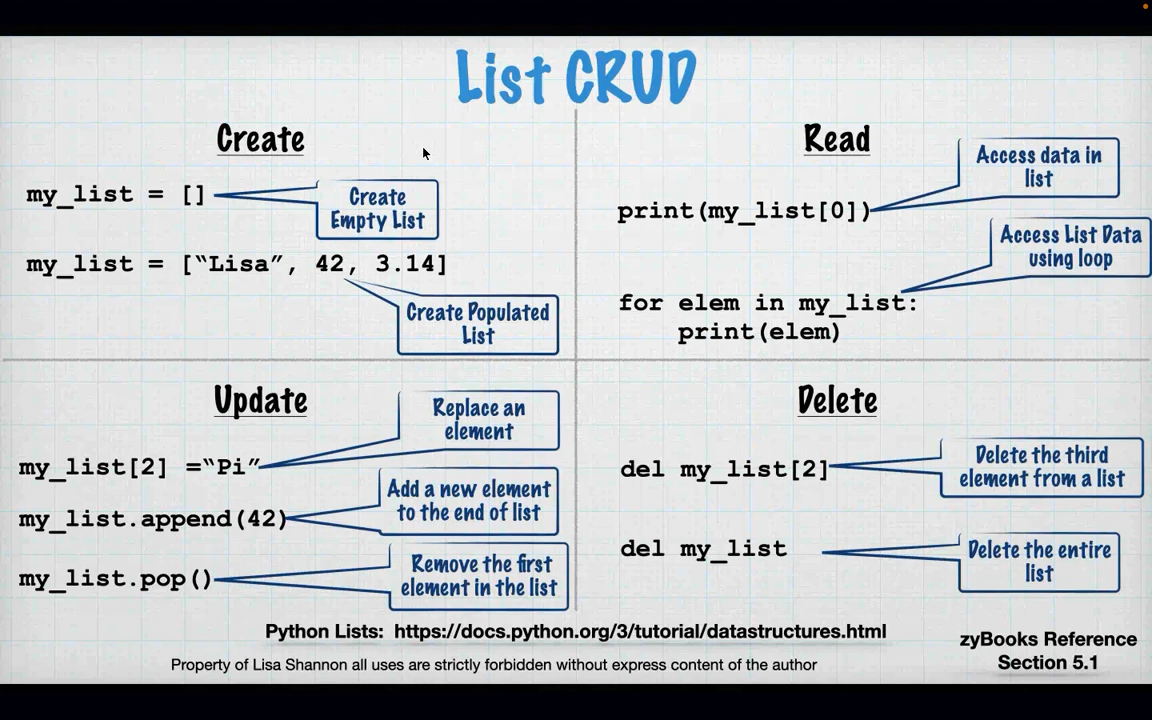 List CRUD
Create
my_list = []
Create
Empty List
my_list = [“Lisa”, 42, 3.14]
Create Populated
List
Read
Access data in
list
print(my_list[0])
Access List Data
using loop
for elem in my_list:
print(elem)
Update
Replace an
element
my_list[2] =“Pi”
Add a new element
to the end of list
my_list.append(42)
Remove the first
element in the list
my_list.pop()
Delete
del my_list[2]
Delete the third
element from a list
del my_list
Delete the entire
list
Python Lists: https://docs.python.org/3/tutorial/datastructures.html
Property of Lisa Shannon all uses are strictly forbidden without express content of the author
zyBooks Reference
Section 5.1